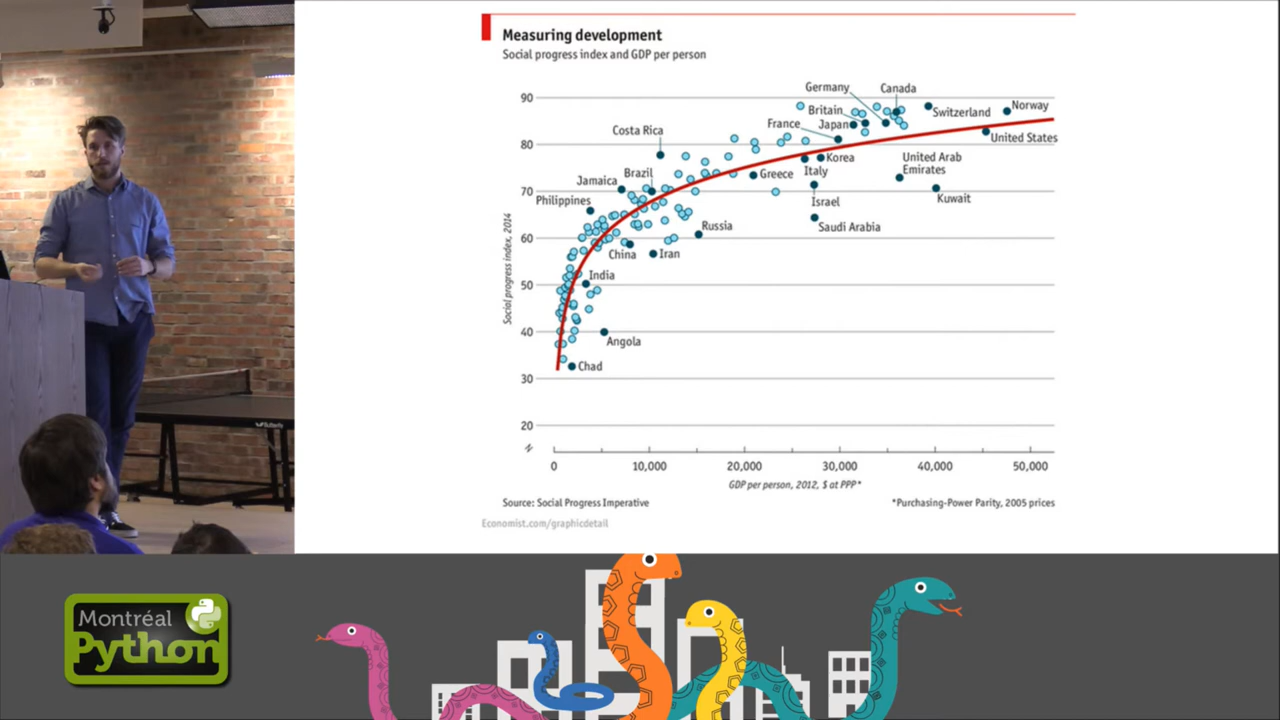 Measuring development
Social progress index and GDP per person
Social progress index, 2014
90
80
70
60
50
40
30
20
Germany
Canada
Britain
Switzerland
Norway
France
Japan
United States
Costa Rica
Korea
United Arab
Emirates
Brazil
Greece
Italy
Jamaica
Kuwait
Philippines
Israel
Saudi Arabia
Russia
China
Iran
India
Angola
Chad
0
10,000
20,000
30,000
40,000
50,000
GDP per person, 2012, $ at PPP*
Source: Social Progress Imperative
*Purchasing-Power Parity, 2005 prices
Economist.com/graphicdetail
Montréal
Python